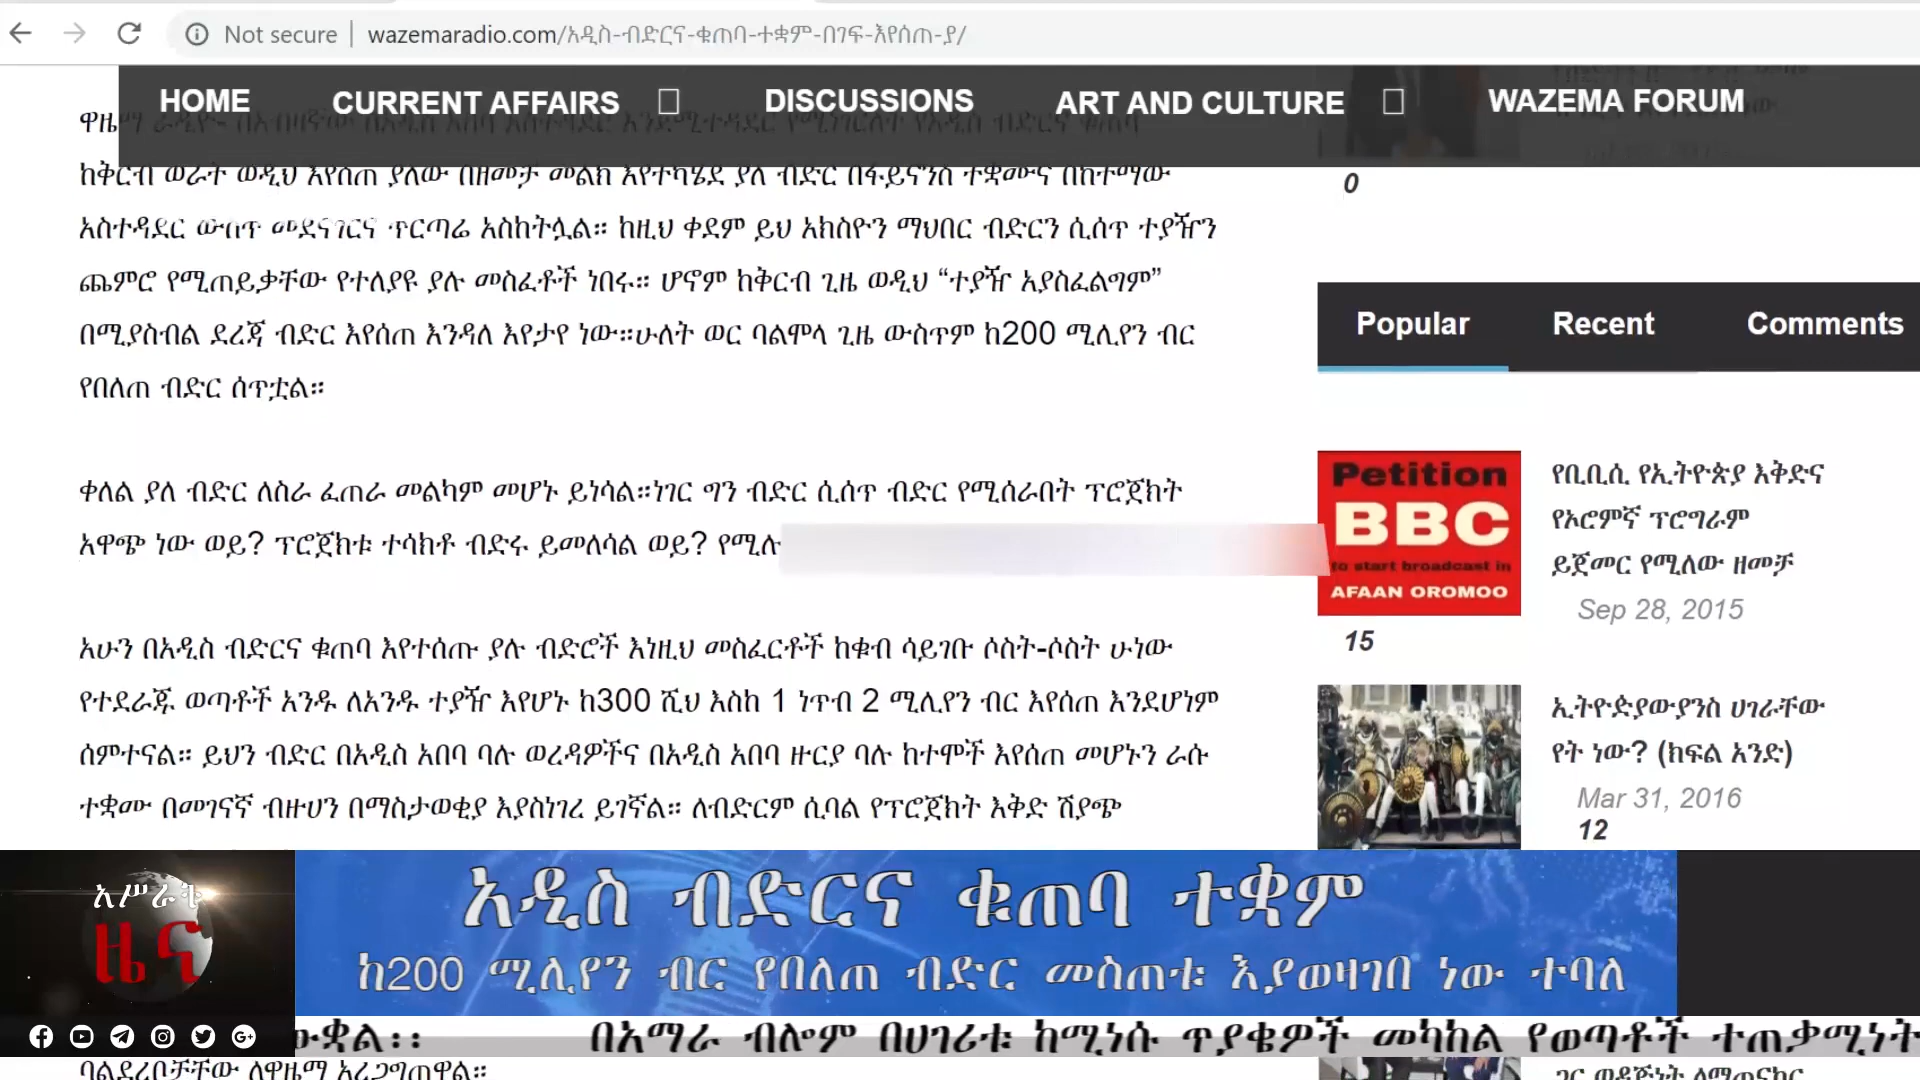 Not secure | wazemaradio.com/አዲስ-ብድርና-ቁጠባ-ተቋም-በገፍ-እየሰጠ-ያ/
HOME CURRENT AFFAIRS DISCUSSIONS ART AND CULTURE WAZEMA FORUM
ከቅርብ ወራት ወዲህ እየሰጠ ያለው በዘመቻ መልክ እየተካሄደ ያለ ብድር በፋይናንስ ተቋሙና በከተማው
አስተዳደር ውስጥ መደናገርና ጥርጣሬ አስከትሏል። ከዚህ ቀደም ይህ አክስዮን ማህበር ብድርን ሲሰጥ ተያዥን
ጨምሮ የሚጠይቃቸው የተለያዩ ያሉ መስፈቶች ነበሩ። ሆኖም ከቅርብ ጊዜ ወዲህ “ተያዥ አያስፈልግም”
በሚያስብል ደረጃ ብድር እየሰጠ እንዳለ እየታየ ነው።ሁለት ወር ባልሞላ ጊዜ ውስጥም ከ200 ሚሊየን ብር
የበለጠ ብድር ሰጥቷል።
ቀለል ያለ ብድር ለስራ ፈጠራ መልካም መሆኑ ይነሳል።ነገር ግን ብድር ሲሰጥ ብድር የሚሰራበት ፕሮጀክት
አዋጭ ነው ወይ? ፕሮጀክቱ ተሳክቶ ብድሩ ይመለሳል ወይ? የሚሉ
አሁን በአዲስ ብድርና ቁጠባ እየተሰጡ ያሉ ብድሮች እነዚህ መስፈርቶች ከቁብ ሳይገቡ ሶስት-ሶስት ሁነው
የተደራጁ ወጣቶች አንዱ ለአንዱ ተያዥ እየሆኑ ከ300 ሺህ እስከ 1 ነጥብ 2 ሚሊየን ብር እየሰጠ እንደሆነም
ሰምተናል። ይህን ብድር በአዲስ አበባ ባሉ ወረዳዎችና በአዲስ አበባ ዙርያ ባሉ ከተሞች እየሰጠ መሆኑን ራሱ
ተቋሙ በመገናኛ ብዙሀን በማስታወቂያ እያስነገረ ይገኛል። ለብድርም ሲባል የፕሮጀክት እቅድ ሽያጭ
0
Popular Recent Comments
Petition
BBC
to start broadcast in
AFAAN OROMOO
የቢቢሲ የኢትዮጵያ እቅድና
የኦሮምኛ ፕሮግራም
ይጀመር የሚለው ዘመቻ
Sep 28, 2015
15
ኢትዮዽያውያንስ ሀገራቸው
የት ነው? (ክፍል አንድ)
Mar 31, 2016
12
አሥራት
ዜና
አዲስ ብድርና ቁጠባ ተቋም
ከ200 ሚሊየን ብር የበለጠ ብድር መስጠቱ እያወዛገበ ነው ተባለ
በአማራ ብሎም በሀገሪቱ ከሚነሱ ጥያቄዎች መካከል የወጣቶች ተጠቃሚነት
ባልደረቦቻቸው ለዋዜማ አረጋግጠዋል።